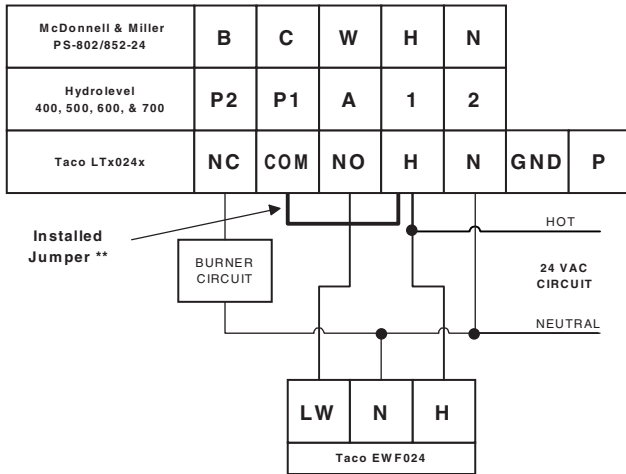 McDonnell & Miller
PS-802/852-24
B C W H N
Hydrolevel
400, 500, 600, & 700
P2 P1 A 1 2
Taco LTx024x
NC COM NO H N GND P
Installed
Jumper **
BURNER
CIRCUIT
HOT
24 VAC
CIRCUIT
NEUTRAL
LW N H
Taco EWF024